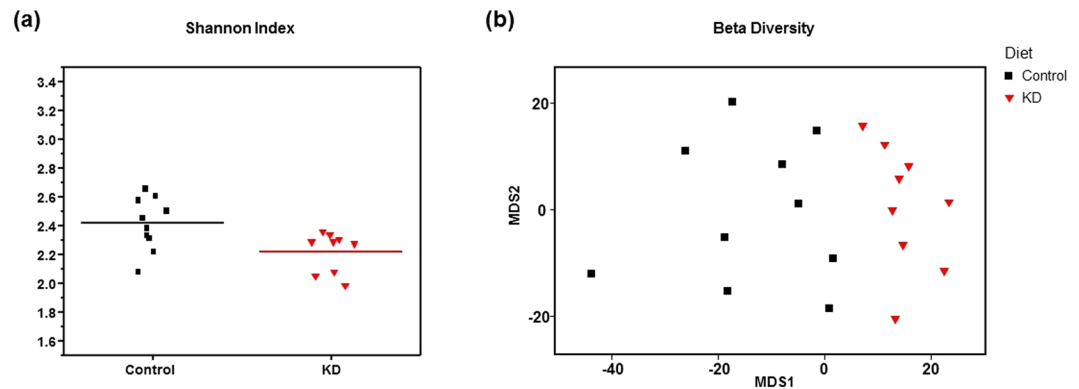 (a)
Shannon Index
3.4
3.2
3.0
2.8
2.6
2.4
2.2
2.0
1.8
1.6
Control KD
(b)
Beta Diversity
MDS2
20
0
-20
-40 -20 0 20
MDS1
Diet
Control
KD